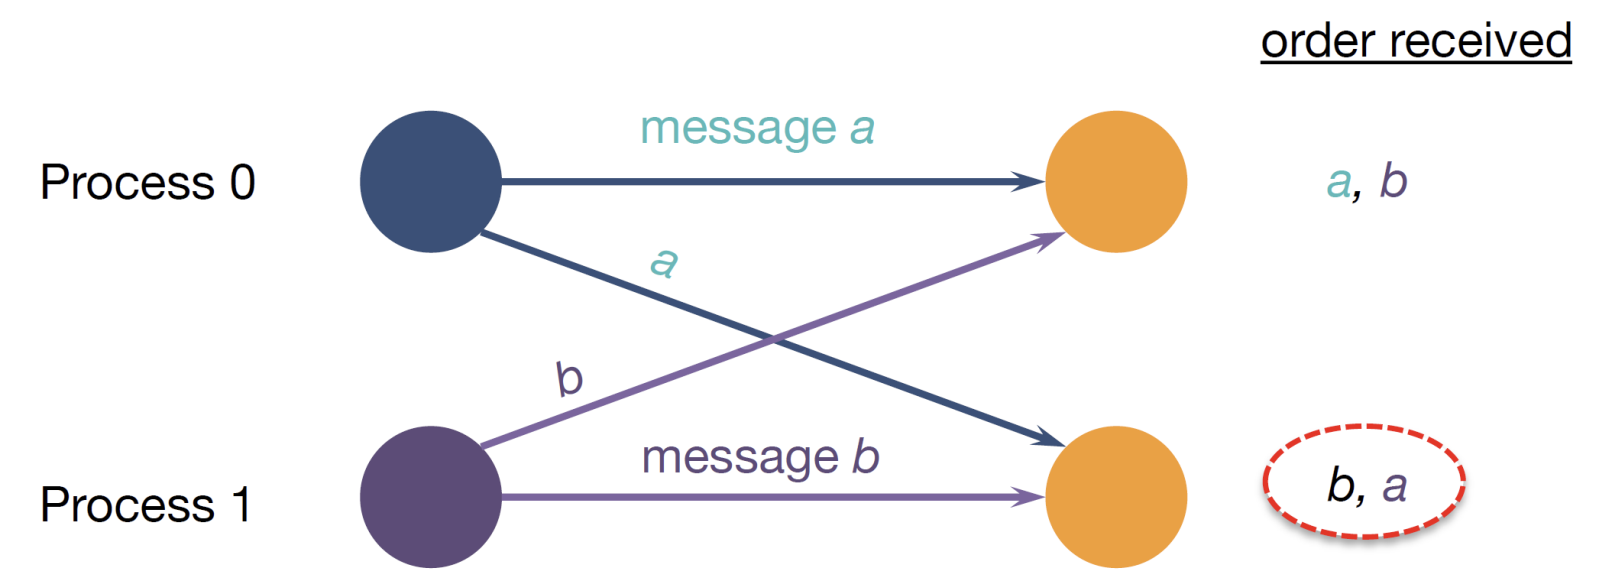 order received
message a
Process 0
a, b
a
b
message b
b, a
Process 1